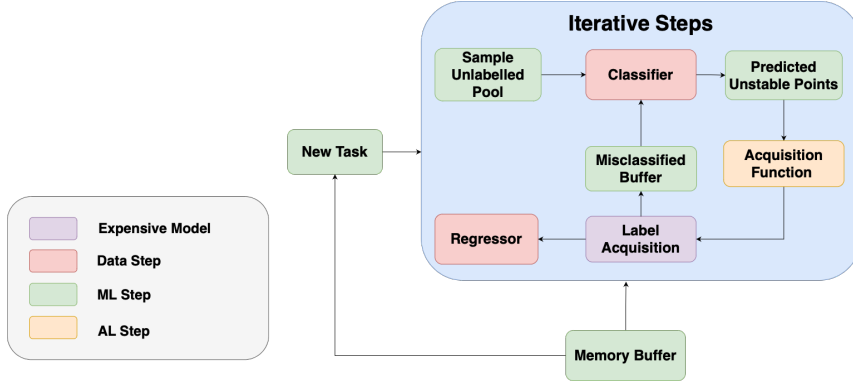 Iterative Steps
Sample
Unlabelled
Pool
Classifier
Predicted
Unstable Points
New Task
Misclassified
Buffer
Acquisition
Function
Regressor
Label
Acquisition
Expensive Model
Data Step
ML Step
AL Step
Memory Buffer